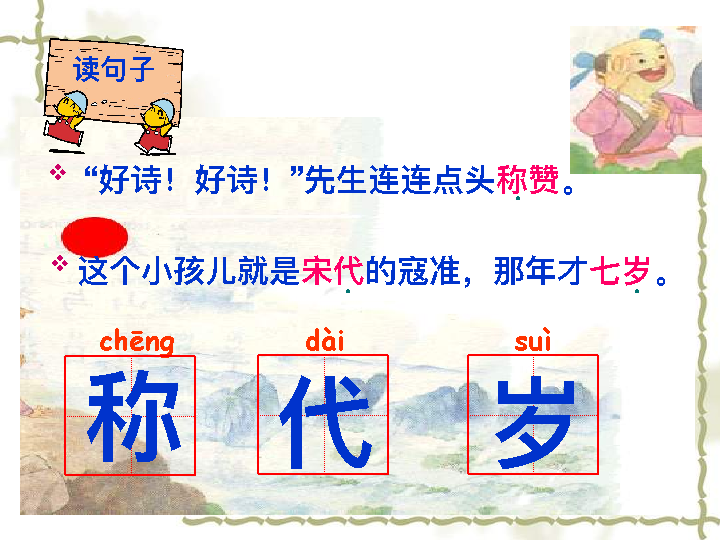 读句子
“好诗！好诗！”先生连连点头称赞。
这个小孩儿就是宋代的寇准，那年才七岁。
chēng dài suì
称 代 岁